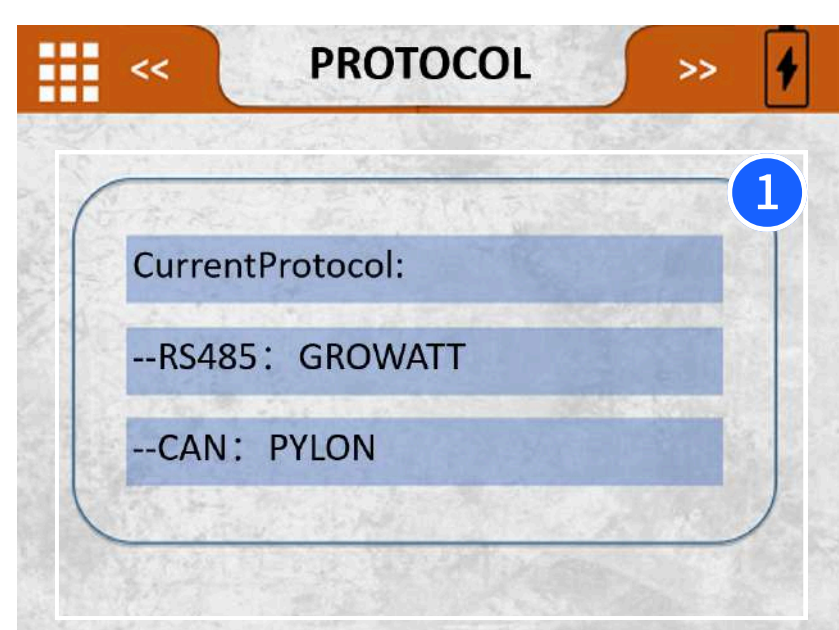 << PROTOCOL >>
1
CurrentProtocol:
--RS485：GROWATT
--CAN：PYLON